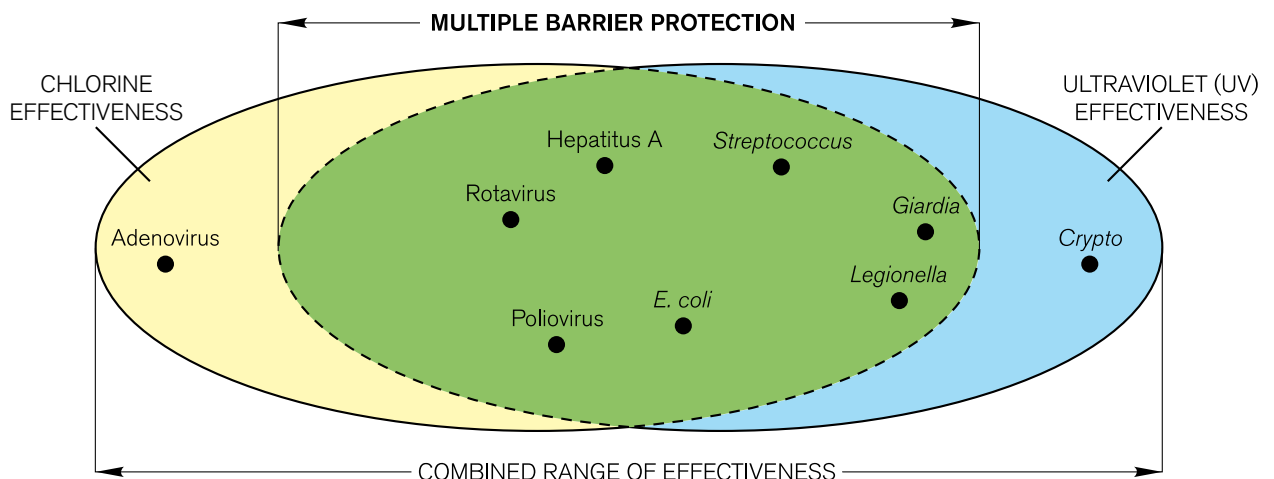 MULTIPLE BARRIER PROTECTION
CHLORINE
EFFECTIVENESS
ULTRAVIOLET (UV)
EFFECTIVENESS
Hepatitus A
Streptococcus
Rotavirus
Giardia
Adenovirus
Crypto
Legionella
E. coli
Poliovirus
COMBINED RANGE OF EFFECTIVENESS